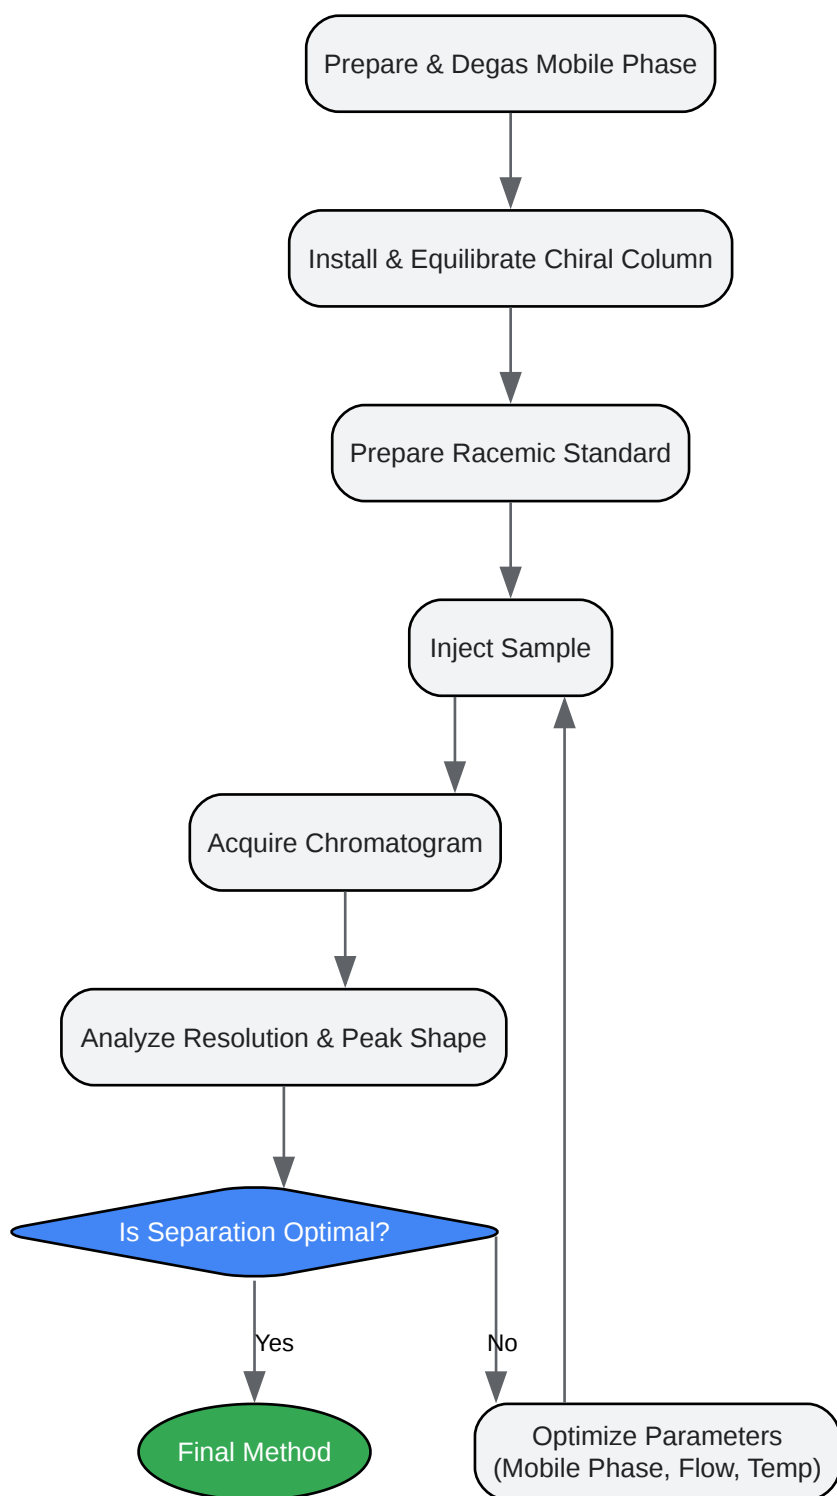 Prepare & Degas Mobile Phase
Install & Equilibrate Chiral Column
Prepare Racemic Standard
Inject Sample
Acquire Chromatogram
Analyze Resolution & Peak Shape
Is Separation Optimal?
Yes
No
Final Method
Optimize Parameters
(Mobile Phase, Flow, Temp)